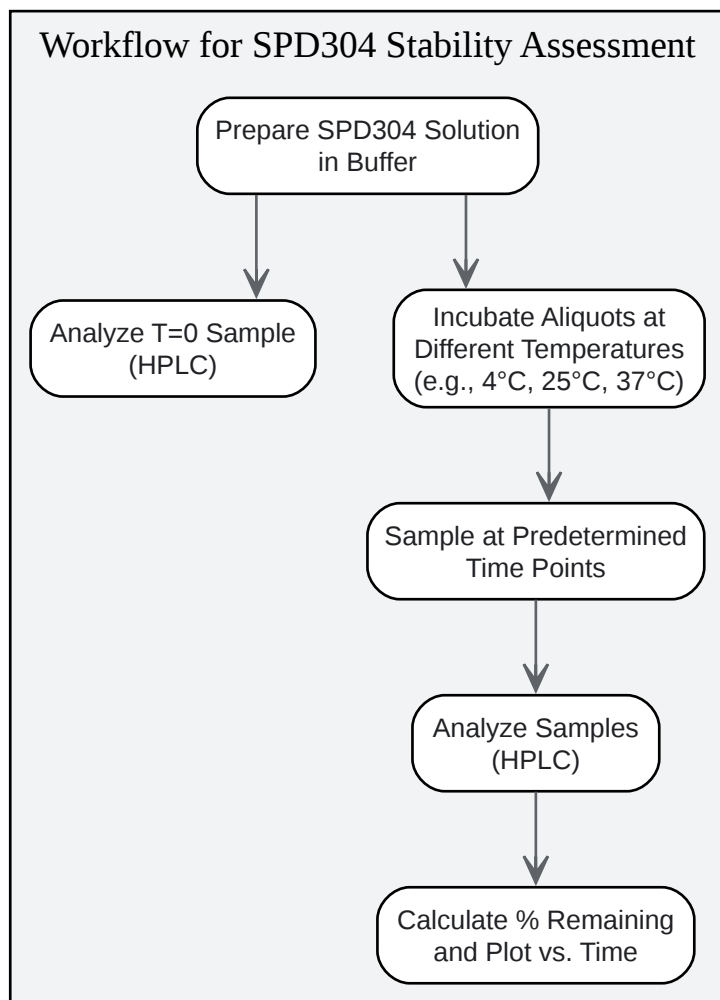 Workflow for SPD304 Stability Assessment
Prepare SPD304 Solution
in Buffer
Analyze T=0 Sample
(HPLC)
Incubate Aliquots at
Different Temperatures
(e.g., 4°C, 25°C, 37°C)
Sample at Predetermined
Time Points
Analyze Samples
(HPLC)
Calculate % Remaining
and Plot vs. Time